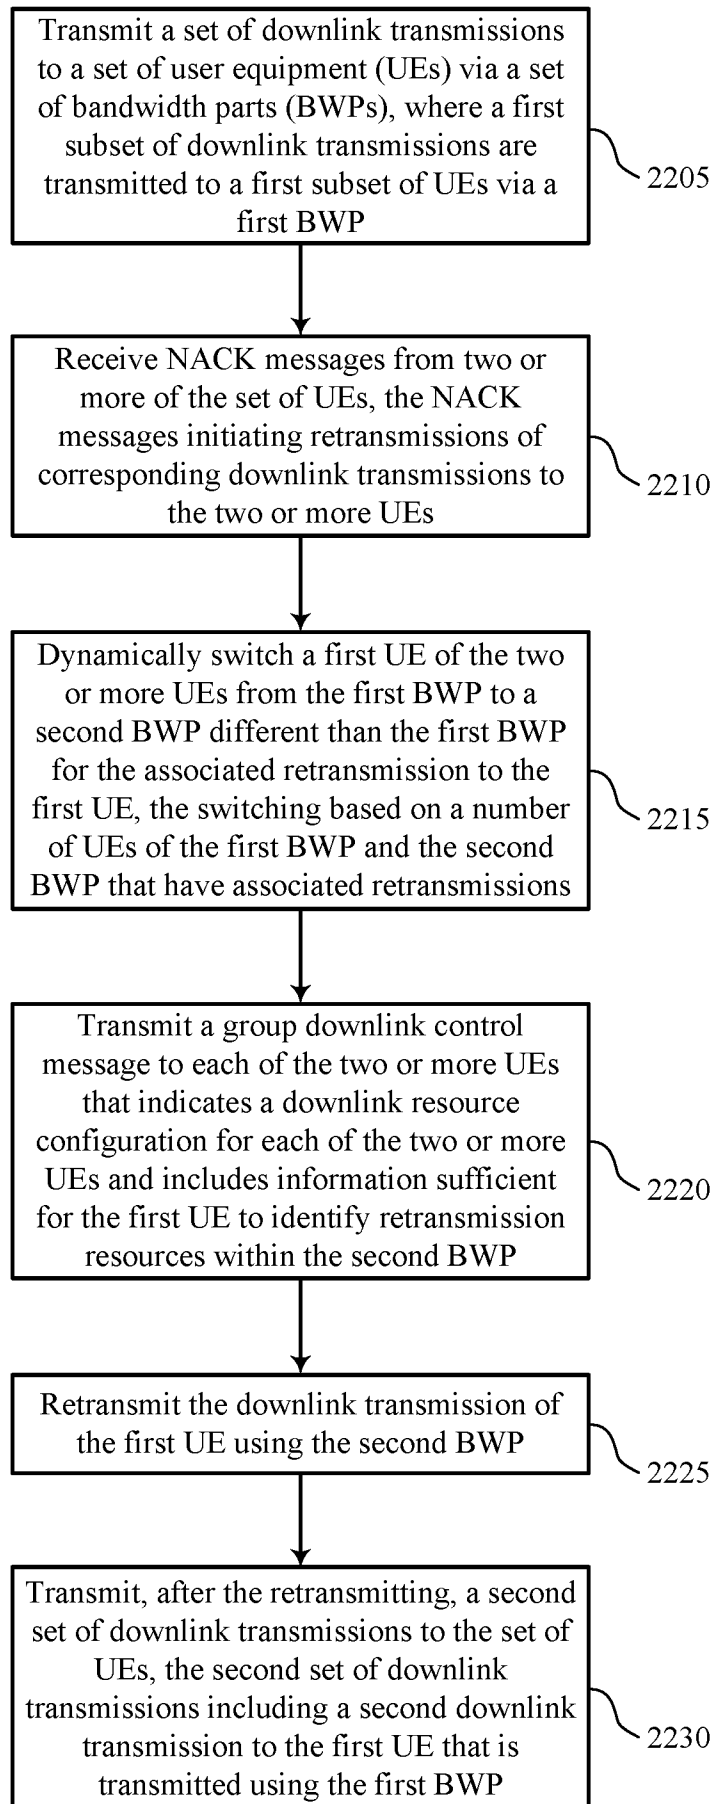 Transmit a set of downlink transmissions
to a set of user equipment (UEs) via a set
of bandwidth parts (BWPs), where a first
subset of downlink transmissions are
transmitted to a first subset of UEs via a
first BWP
2205
Receive NACK messages from two or
more of the set of UEs, the NACK
messages initiating retransmissions of
corresponding downlink transmissions to
the two or more UEs
2210
Dynamically switch a first UE of the two
or more UEs from the first BWP to a
second BWP different than the first BWP
for the associated retransmission to the
first UE, the switching based on a number
of UEs of the first BWP and the second
BWP that have associated retransmissions
2215
Transmit a group downlink control
message to each of the two or more UEs
that indicates a downlink resource
configuration for each of the two or more
UEs and includes information sufficient
for the first UE to identify retransmission
resources within the second BWP
2220
Retransmit the downlink transmission of
the first UE using the second BWP
2225
Transmit, after the retransmitting, a second
set of downlink transmissions to the set of
UEs, the second set of downlink
transmissions including a second downlink
transmission to the first UE that is
transmitted using the first BWP
2230